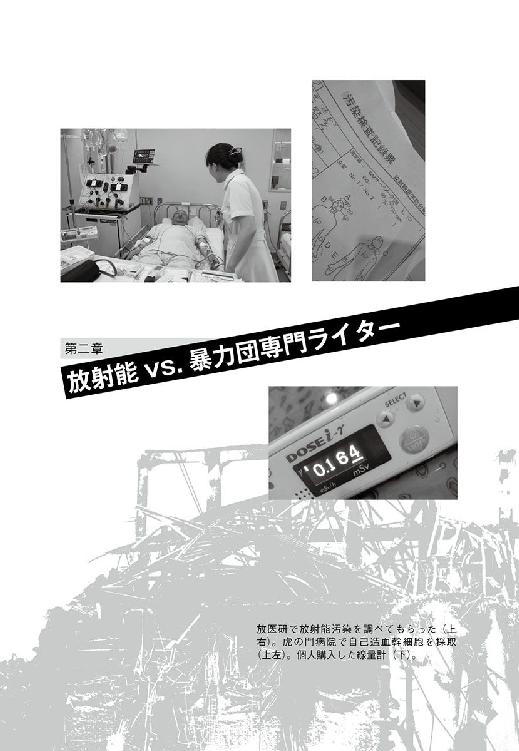 汚染検査記録票
第二章
放射能 vs. 暴力団専門ライター
SELECT
DOSE i-γ
0.164
mSv
放医研で放射能汚染を調べてもらった（上
右）。虎の門病院で自己造血幹細胞を採取
（上左）。個人購入した線量計（下）。